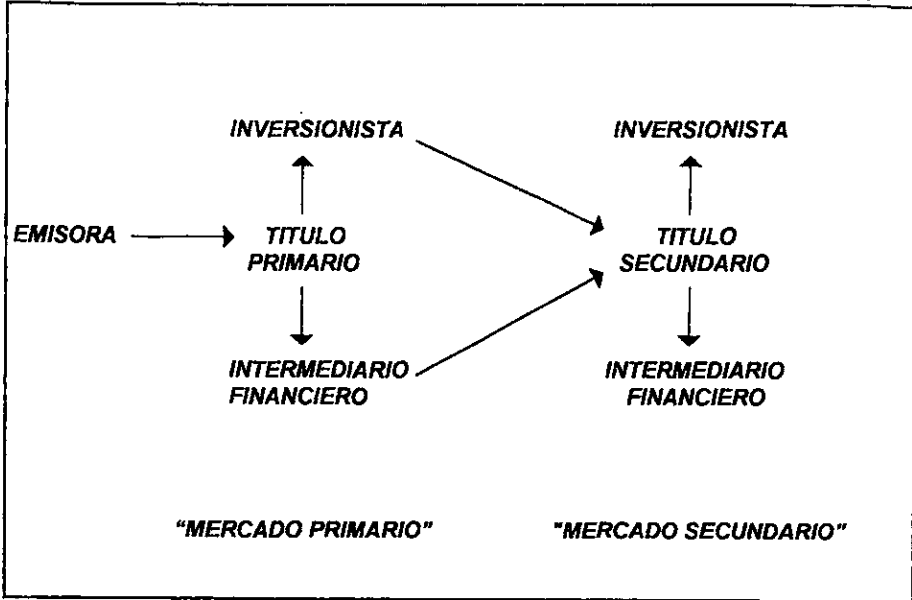 INVERSIONISTA
INVERSIONISTA
EMISORA
TITULO
PRIMARIO
TITULO
SECUNDARIO
INTERMEDIARIO
FINANCIERO
INTERMEDIARIO
FINANCIERO
“MERCADO PRIMARIO”
"MERCADO SECUNDARIO"